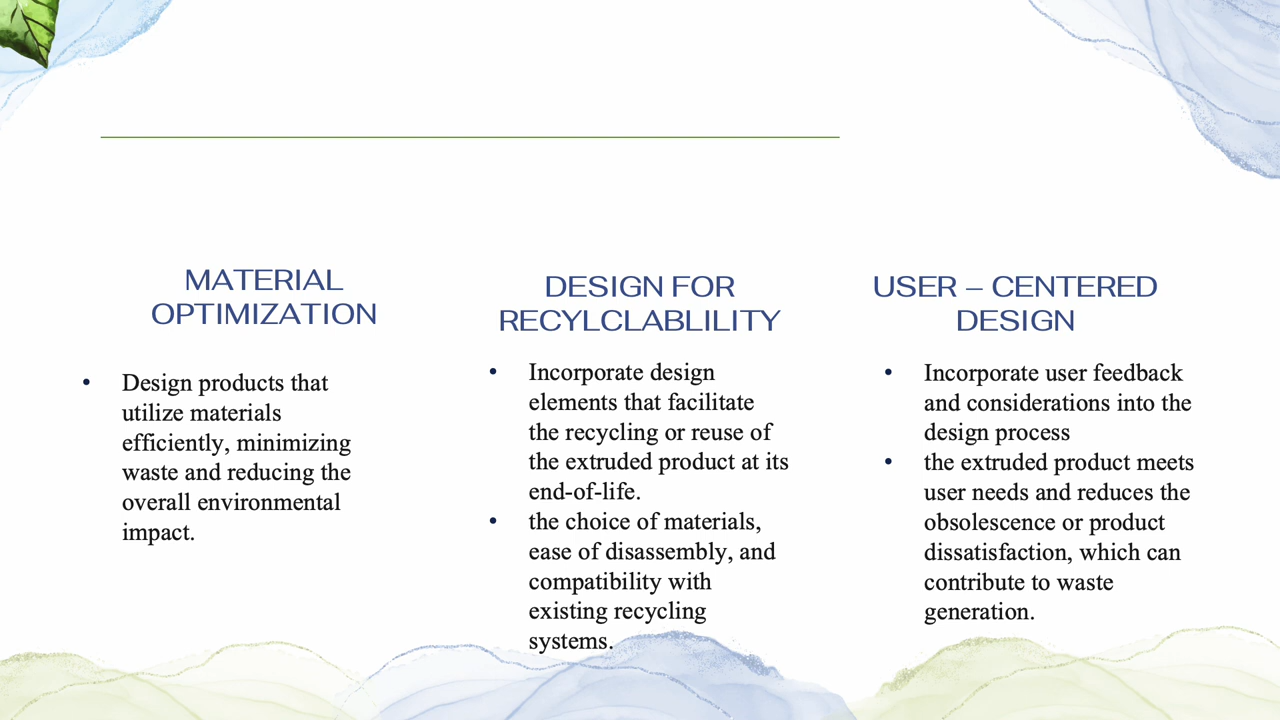 MATERIAL
OPTIMIZATION
• Design products that
utilize materials
efficiently, minimizing
waste and reducing the
overall environmental
impact.
DESIGN FOR
RECYLCLABLILITY
• Incorporate design
elements that facilitate
the recycling or reuse of
the extruded product at its
end-of-life.
• the choice of materials,
ease of disassembly, and
compatibility with
existing recycling
systems.
USER – CENTERED
DESIGN
• Incorporate user feedback
and considerations into the
design process
• the extruded product meets
user needs and reduces the
obsolescence or product
dissatisfaction, which can
contribute to waste
generation.